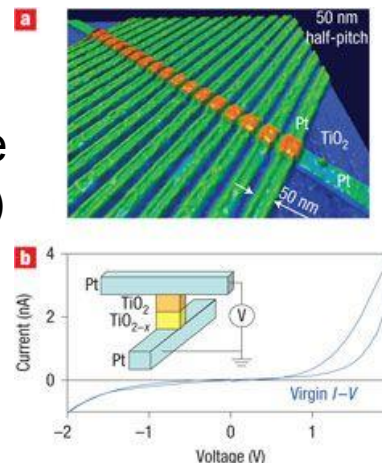 a
50 nm
half-pitch
e
)
Pt
TiO2
Pt
50 nm
b
Current (nA)
4
2
0
Pt
TiO2
TiO2–x
Pt
V
Virgin I–V
–2
–1
0
1
Voltage (V)